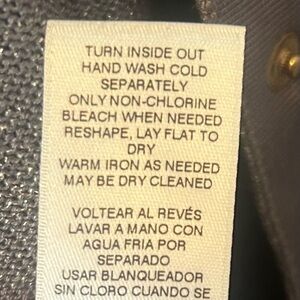 TURN INSIDE OUT
HAND WASH COLD
SEPARATELY
ONLY NON-CHLORINE
BLEACH WHEN NEEDED
RESHAPE, LAY FLAT TO
DRY
WARM IRON AS NEEDED
MAY BE DRY CLEANED
VOLTEAR AL REVÉS
LAVAR A MANO CON
AGUA FRIA POR
SEPARADO
USAR BLANQUEADOR
SIN CLORO CUANDO SE